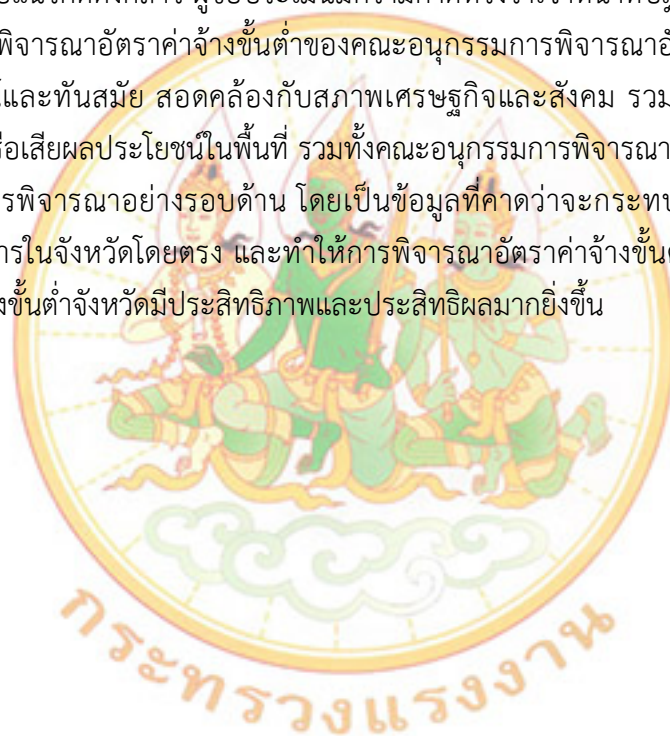 พิจารณาอัตราค่าจ้างขั้นต่ำของคณะอนุกรรมการพิจารณาอั
และทันสมัย สอดคล้องกับสภาพเศรษฐกิจและสังคม รวม
เสียผลประโยชน์ในพื้นที่ รวมทั้งคณะอนุกรรมการพิจารณา
รพิจารณาอย่างรอบด้าน โดยเป็นข้อมูลที่คาดว่าจะกระทบ
ารในจังหวัดโดยตรง และทำให้การพิจารณาอัตราค่าจ้างขั้น
งขั้นต่ำจังหวัดมีประสิทธิภาพและประสิทธิผลมากยิ่งขึ้น
กระทรวงแรงงาน